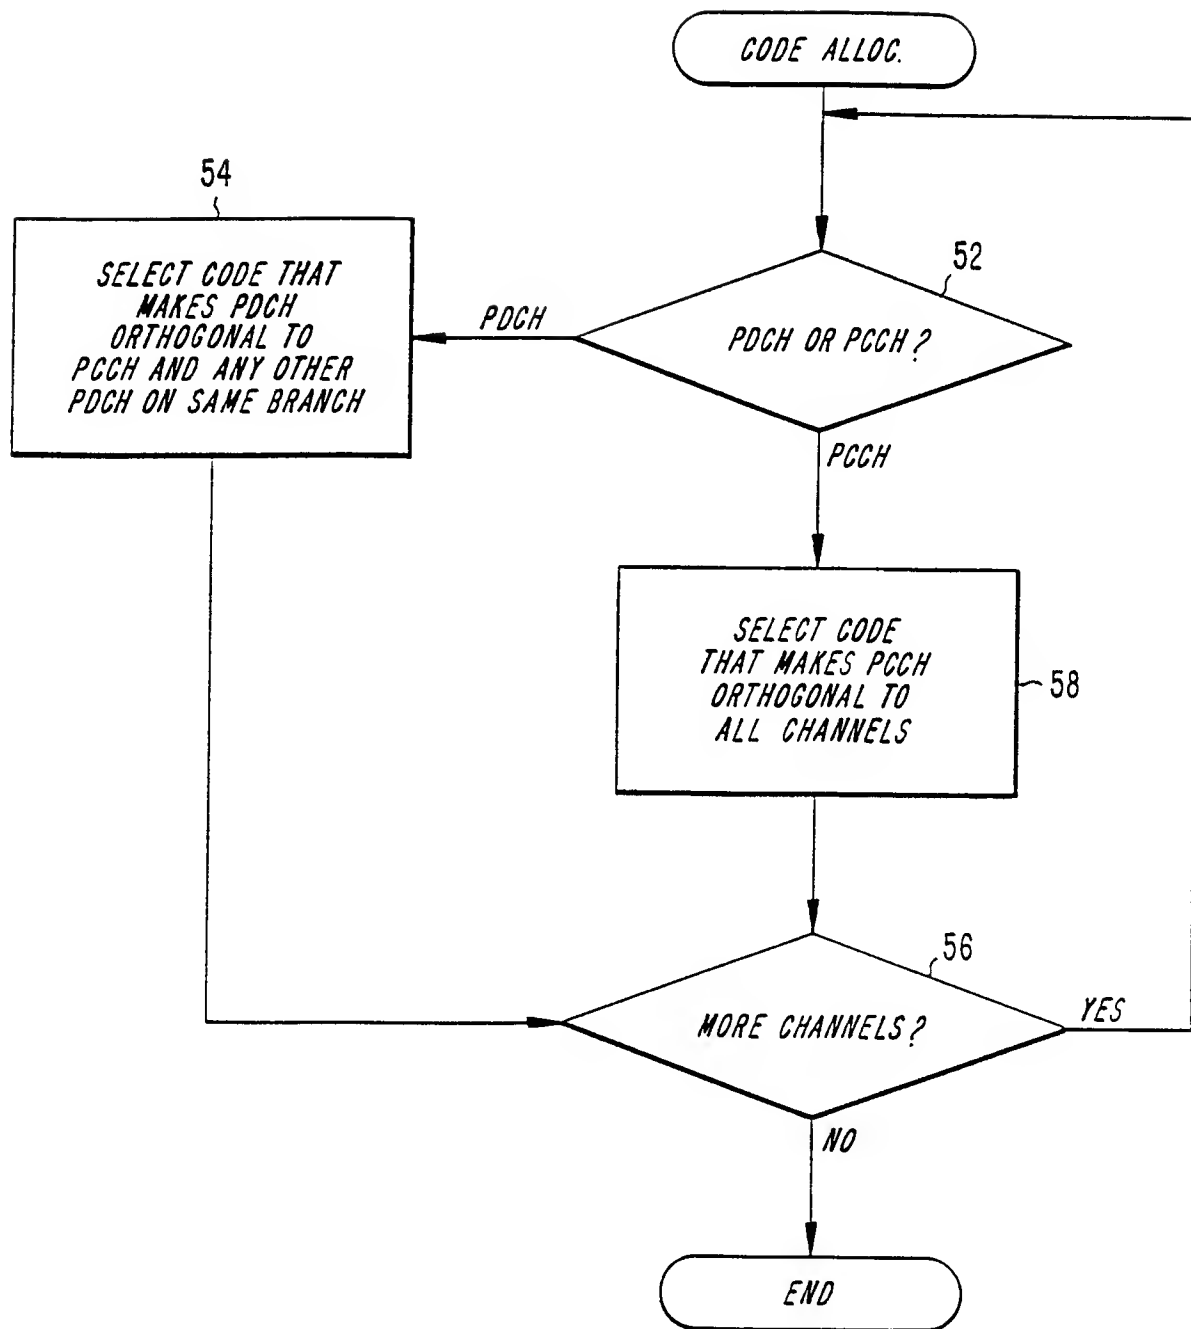 CODE ALLOC.
54
SELECT CODE THAT
MAKES PDCH
ORTHOGONAL TO
PCCH AND ANY OTHER
PDCH ON SAME BRANCH
PDCH
52
PDCH OR PCCH?
PCCH
SELECT CODE
THAT MAKES PCCH
ORTHOGONAL TO
ALL CHANNELS
58
56
MORE CHANNELS?
YES
NO
END